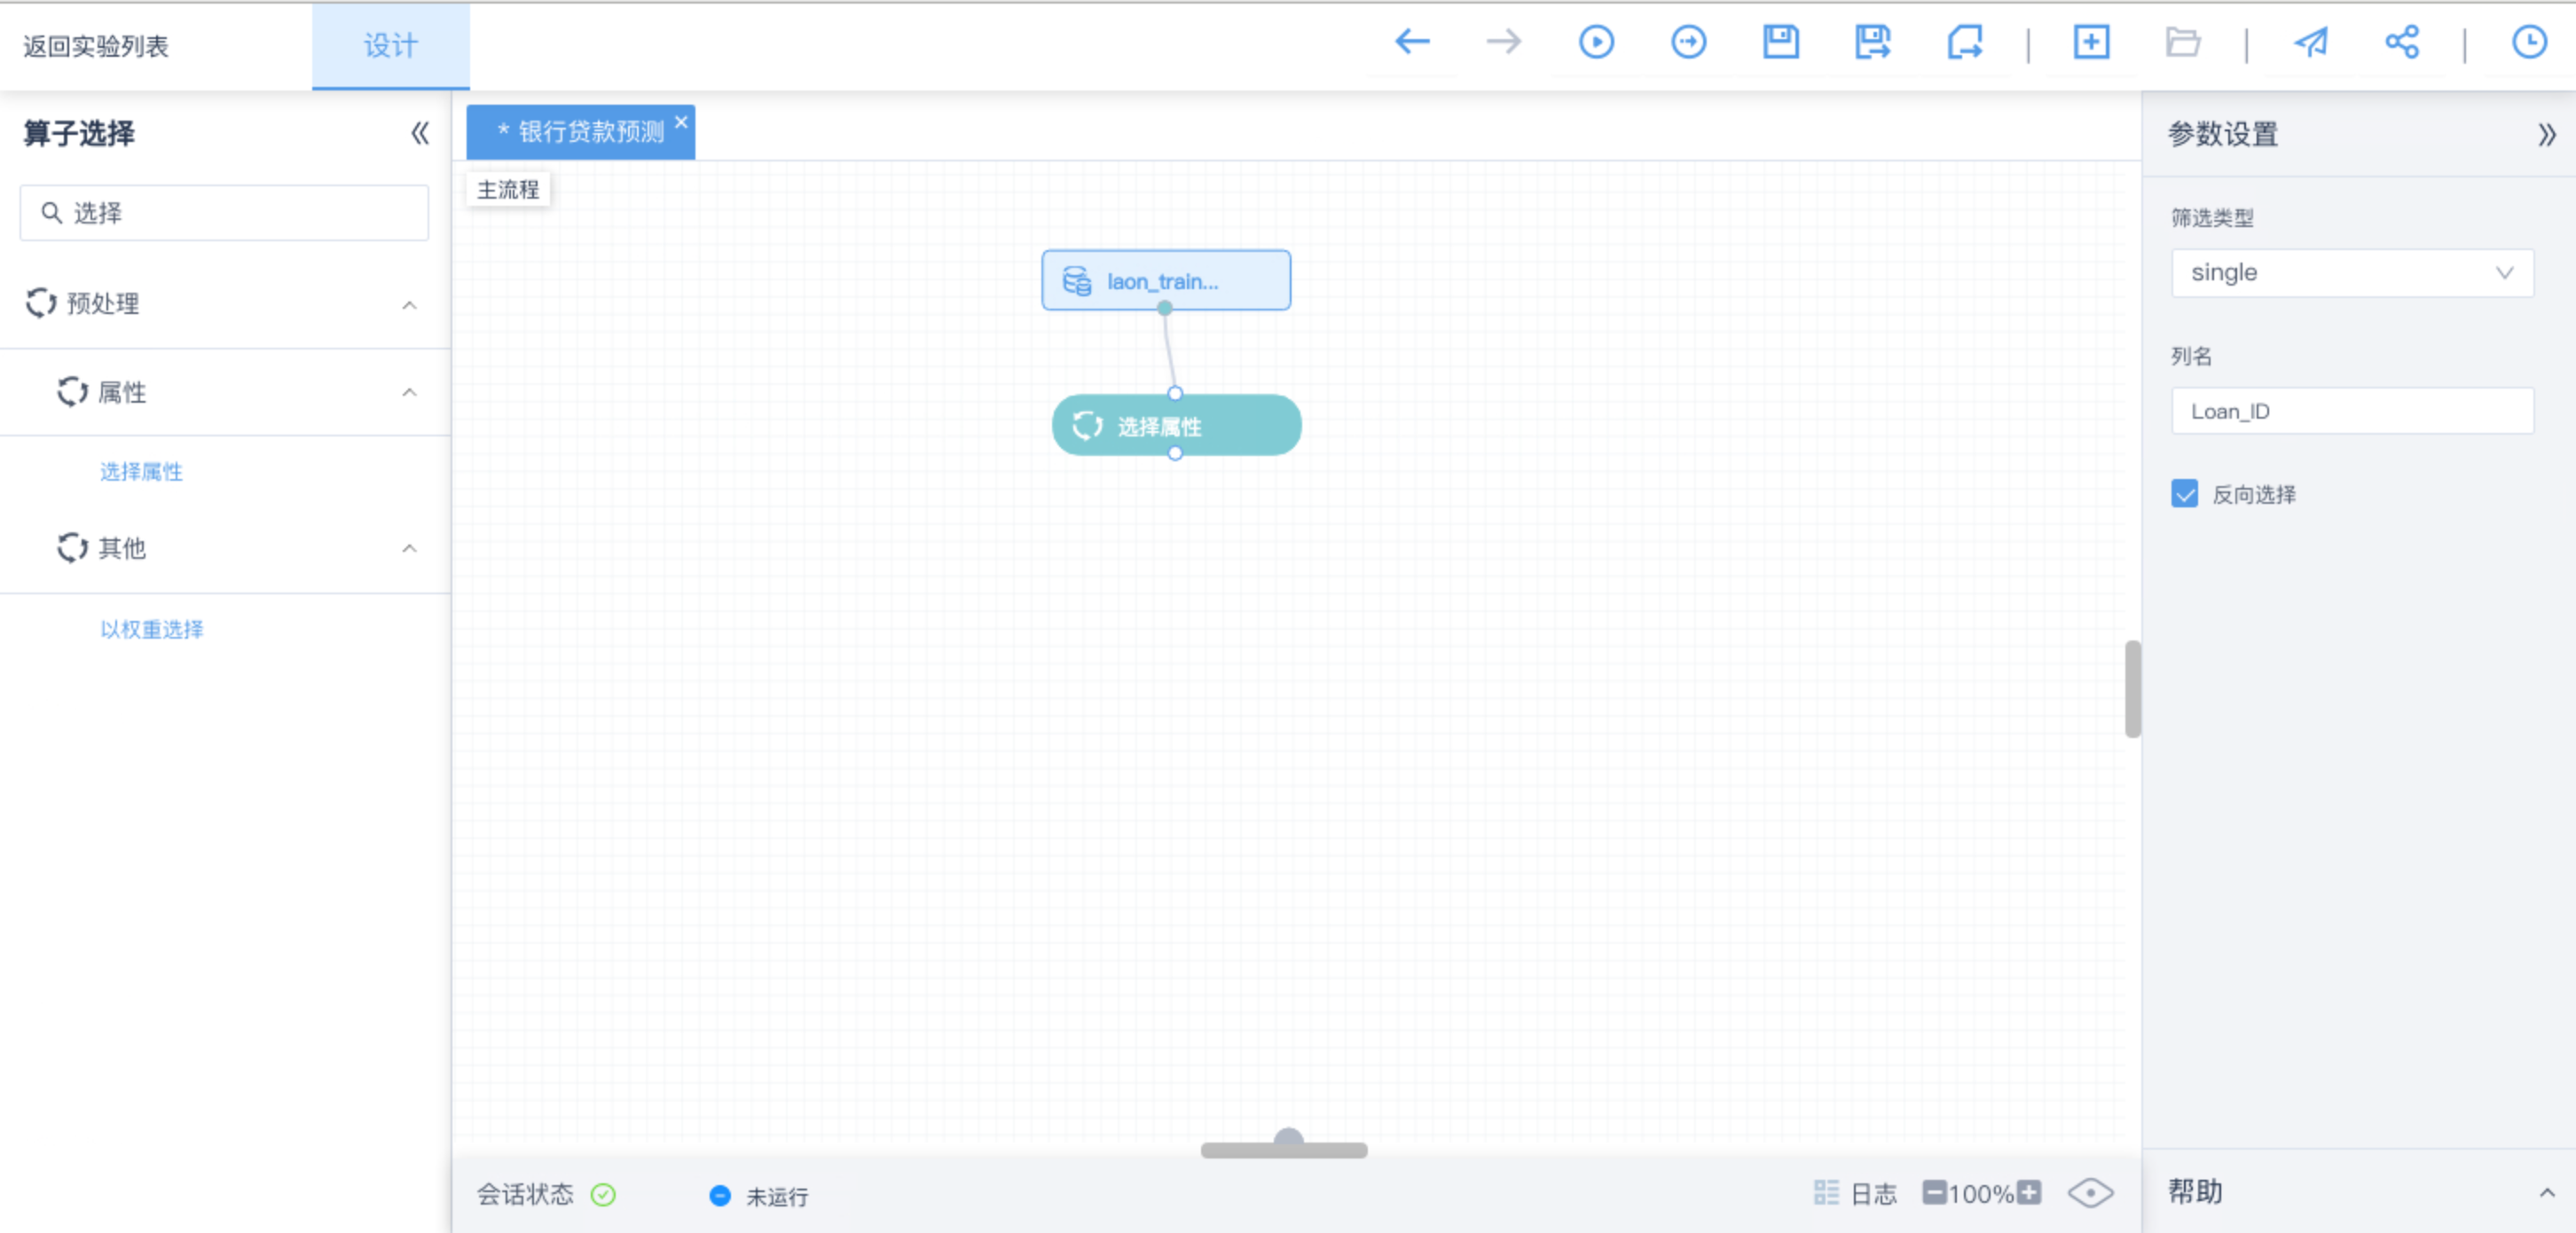 返回实验列表
设计
算子选择
选择
预处理
属性
选择属性
其他
以权重选择
* 银行贷款预测
主流程
laon_train...
选择属性
会话状态
未运行
日志
100%
参数设置
筛选类型
single
列名
Loan_ID
反向选择
帮助